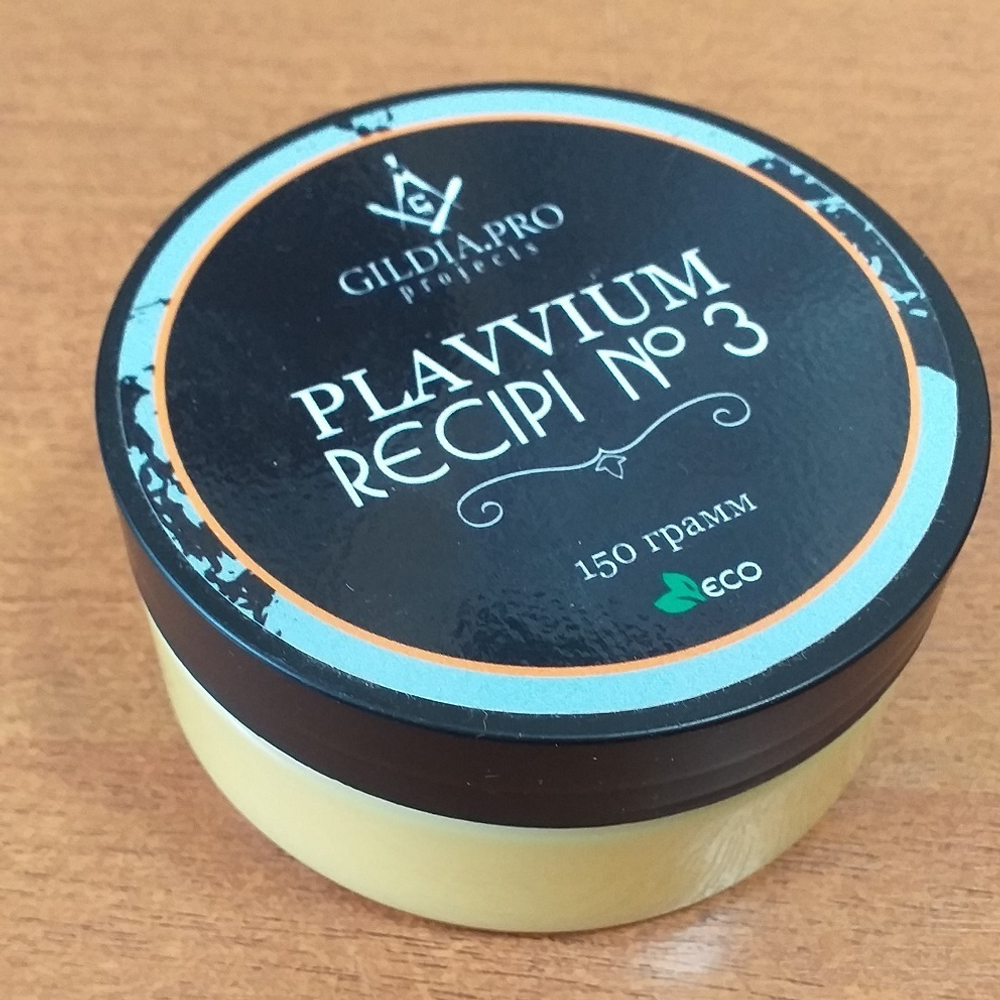 G
GILDIA.PRO
projects
PLAVVIUM
RECIPI № 3
150 грамм
ECO